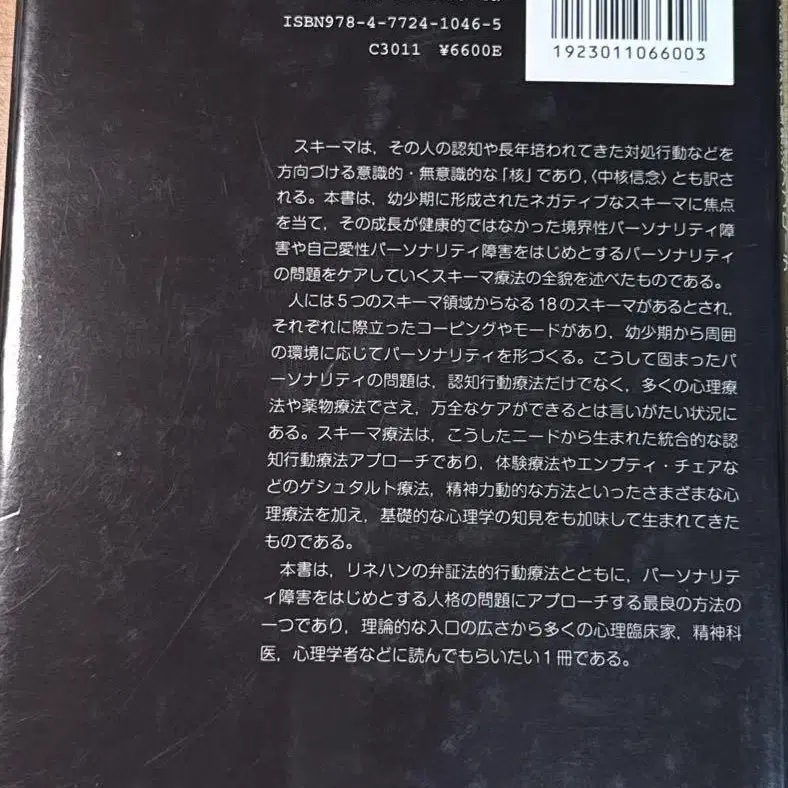 ISBN978-4-7724-1046-5
C3011 ¥6600E
1923011066003
スキーマは，その人の認知や長年培われてきた対処行動などを
方向づける意識的・無意識的な「核」であり，〈中核信念〉とも訳さ
れる。本書は，幼少期に形成されたネガティブなスキーマに焦点
を当て，その成長が健康的ではなかった境界性パーソナリティ障
害や自己愛性パーソナリティ障害をはじめとするパーソナリティ
の問題をケアしていくスキーマ療法の全貌を述べたものである。
人には5つのスキーマ領域からなる18のスキーマがあるとされ，
それぞれに際立ったコーピングやモードがあり，幼少期から周囲
の環境に応じてパーソナリティを形づくる。こうして固まったパ
ーソナリティの問題は，認知行動療法だけでなく，多くの心理療
法や薬物療法でさえ，万全なケアができるとは言いがたい状況に
ある。スキーマ療法は，こうしたニードから生まれた統合的な認
知行動療法アプローチであり，体験療法やエンプティ・チェアな
どのゲシュタルト療法，精神力動的な方法といったさまざまな心
理療法を加え，基礎的な心理学の知見をも加味して生まれてきた
ものである。
本書は，リネハンの弁証法的行動療法とともに，パーソナリテ
ィ障害をはじめとする人格の問題にアプローチする最良の方法の
一つであり，理論的な入口の広さから多くの心理臨床家，精神科
医，心理学者などに読んでもらいたい1冊である。